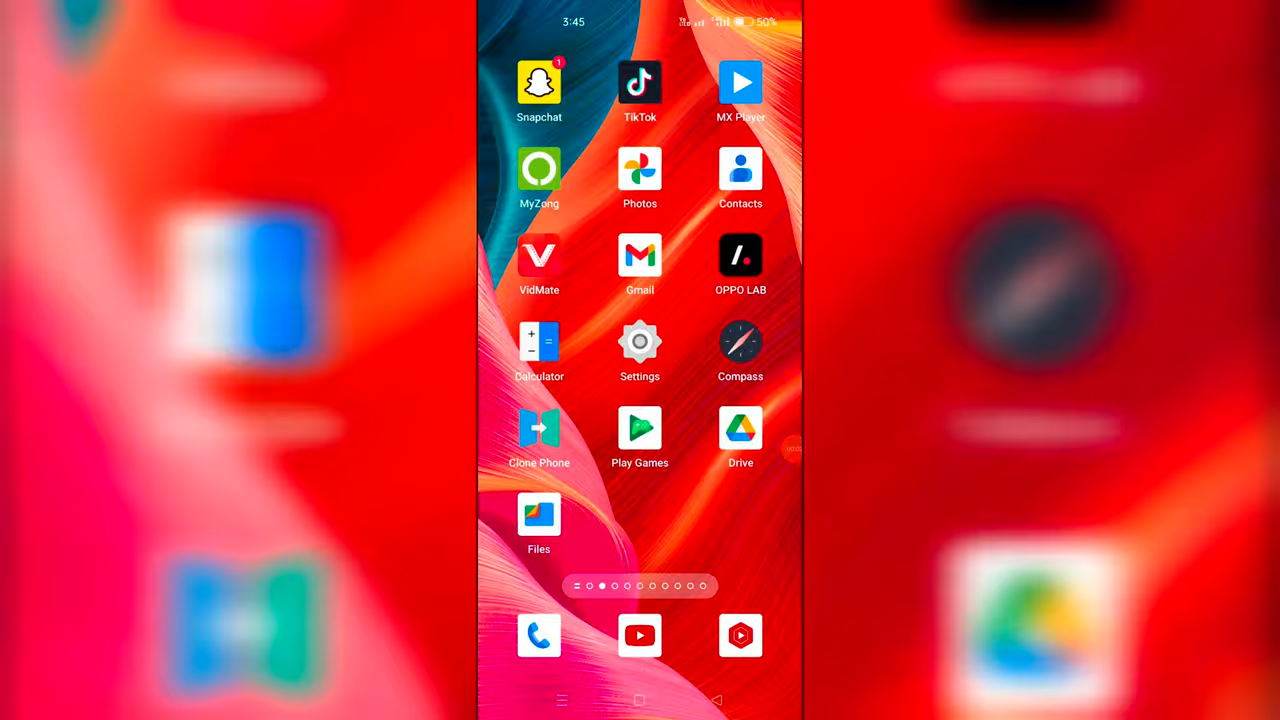 3:45
50%
1
Snapchat TikTok MX Player
MyZong Photos Contacts
VidMate Gmail OPPO LAB
Calculator Settings Compass
Clone Phone Play Games Drive
Files